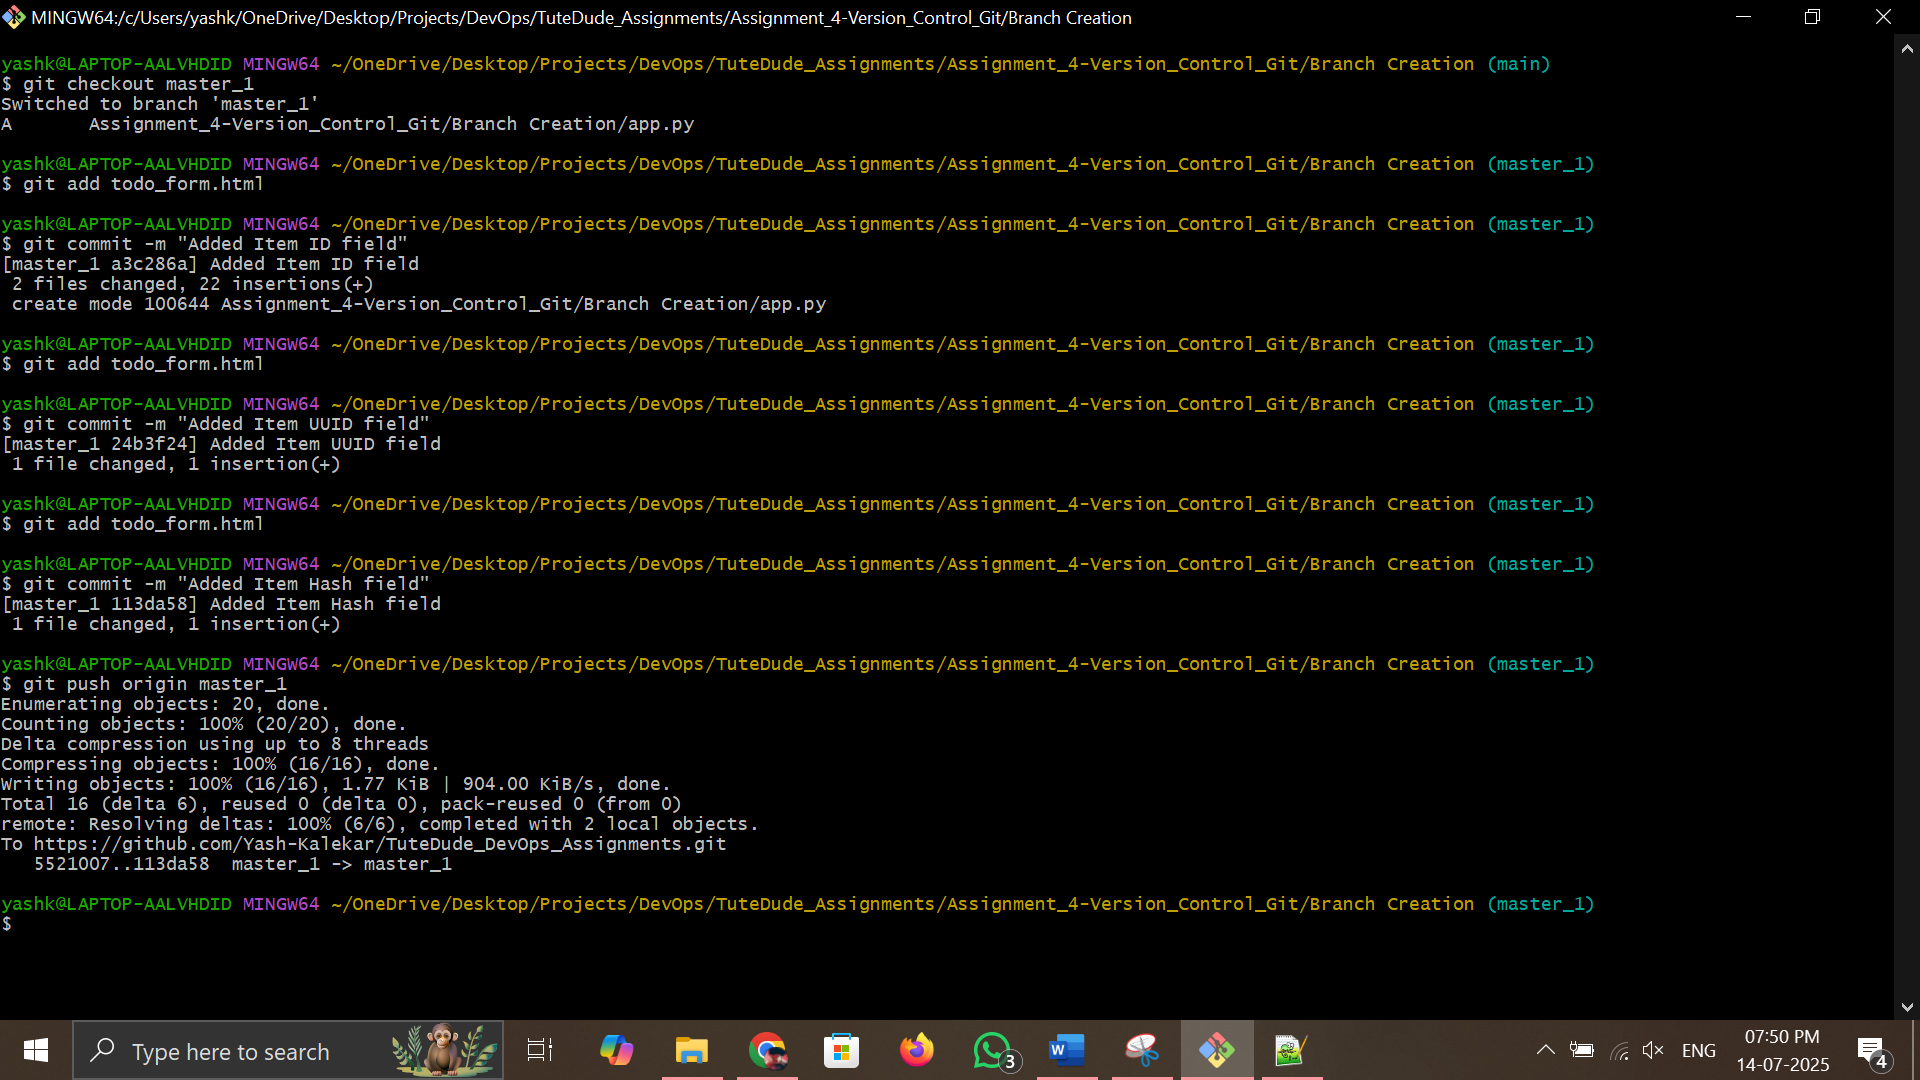 MINGW64:/c/Users/yashk/OneDrive/Desktop/Projects/DevOps/TuteDude_Assignments/Assignment_4-Version_Control_Git/Branch Creation
yashk@LAPTOP-AALVHDID MINGW64 ~/OneDrive/Desktop/Projects/DevOps/TuteDude_Assignments/Assignment_4-Version_Control_Git/Branch Creation (main)
$ git checkout master_1
Switched to branch 'master_1'
A       Assignment_4-Version_Control_Git/Branch Creation/app.py
yashk@LAPTOP-AALVHDID MINGW64 ~/OneDrive/Desktop/Projects/DevOps/TuteDude_Assignments/Assignment_4-Version_Control_Git/Branch Creation (master_1)
$ git add todo_form.html
yashk@LAPTOP-AALVHDID MINGW64 ~/OneDrive/Desktop/Projects/DevOps/TuteDude_Assignments/Assignment_4-Version_Control_Git/Branch Creation (master_1)
$ git commit -m "Added Item ID field"
[master_1 a3c286a] Added Item ID field
 2 files changed, 22 insertions(+)
 create mode 100644 Assignment_4-Version_Control_Git/Branch Creation/app.py
yashk@LAPTOP-AALVHDID MINGW64 ~/OneDrive/Desktop/Projects/DevOps/TuteDude_Assignments/Assignment_4-Version_Control_Git/Branch Creation (master_1)
$ git add todo_form.html
yashk@LAPTOP-AALVHDID MINGW64 ~/OneDrive/Desktop/Projects/DevOps/TuteDude_Assignments/Assignment_4-Version_Control_Git/Branch Creation (master_1)
$ git commit -m "Added Item UUID field"
[master_1 24b3f24] Added Item UUID field
 1 file changed, 1 insertion(+)
yashk@LAPTOP-AALVHDID MINGW64 ~/OneDrive/Desktop/Projects/DevOps/TuteDude_Assignments/Assignment_4-Version_Control_Git/Branch Creation (master_1)
$ git add todo_form.html
yashk@LAPTOP-AALVHDID MINGW64 ~/OneDrive/Desktop/Projects/DevOps/TuteDude_Assignments/Assignment_4-Version_Control_Git/Branch Creation (master_1)
$ git commit -m "Added Item Hash field"
[master_1 113da58] Added Item Hash field
 1 file changed, 1 insertion(+)
yashk@LAPTOP-AALVHDID MINGW64 ~/OneDrive/Desktop/Projects/DevOps/TuteDude_Assignments/Assignment_4-Version_Control_Git/Branch Creation (master_1)
$ git push origin master_1
Enumerating objects: 20, done.
Counting objects: 100% (20/20), done.
Delta compression using up to 8 threads
Compressing objects: 100% (16/16), done.
Writing objects: 100% (16/16), 1.77 KiB | 904.00 KiB/s, done.
Total 16 (delta 6), reused 0 (delta 0), pack-reused 0 (from 0)
remote: Resolving deltas: 100% (6/6), completed with 2 local objects.
To https://github.com/Yash-Kalekar/TuteDude_DevOps_Assignments.git
   5521007..113da58  master_1 -> master_1
yashk@LAPTOP-AALVHDID MINGW64 ~/OneDrive/Desktop/Projects/DevOps/TuteDude_Assignments/Assignment_4-Version_Control_Git/Branch Creation (master_1)
$
Type here to search
3
W
ENG
07:50 PM
14-07-2025
4